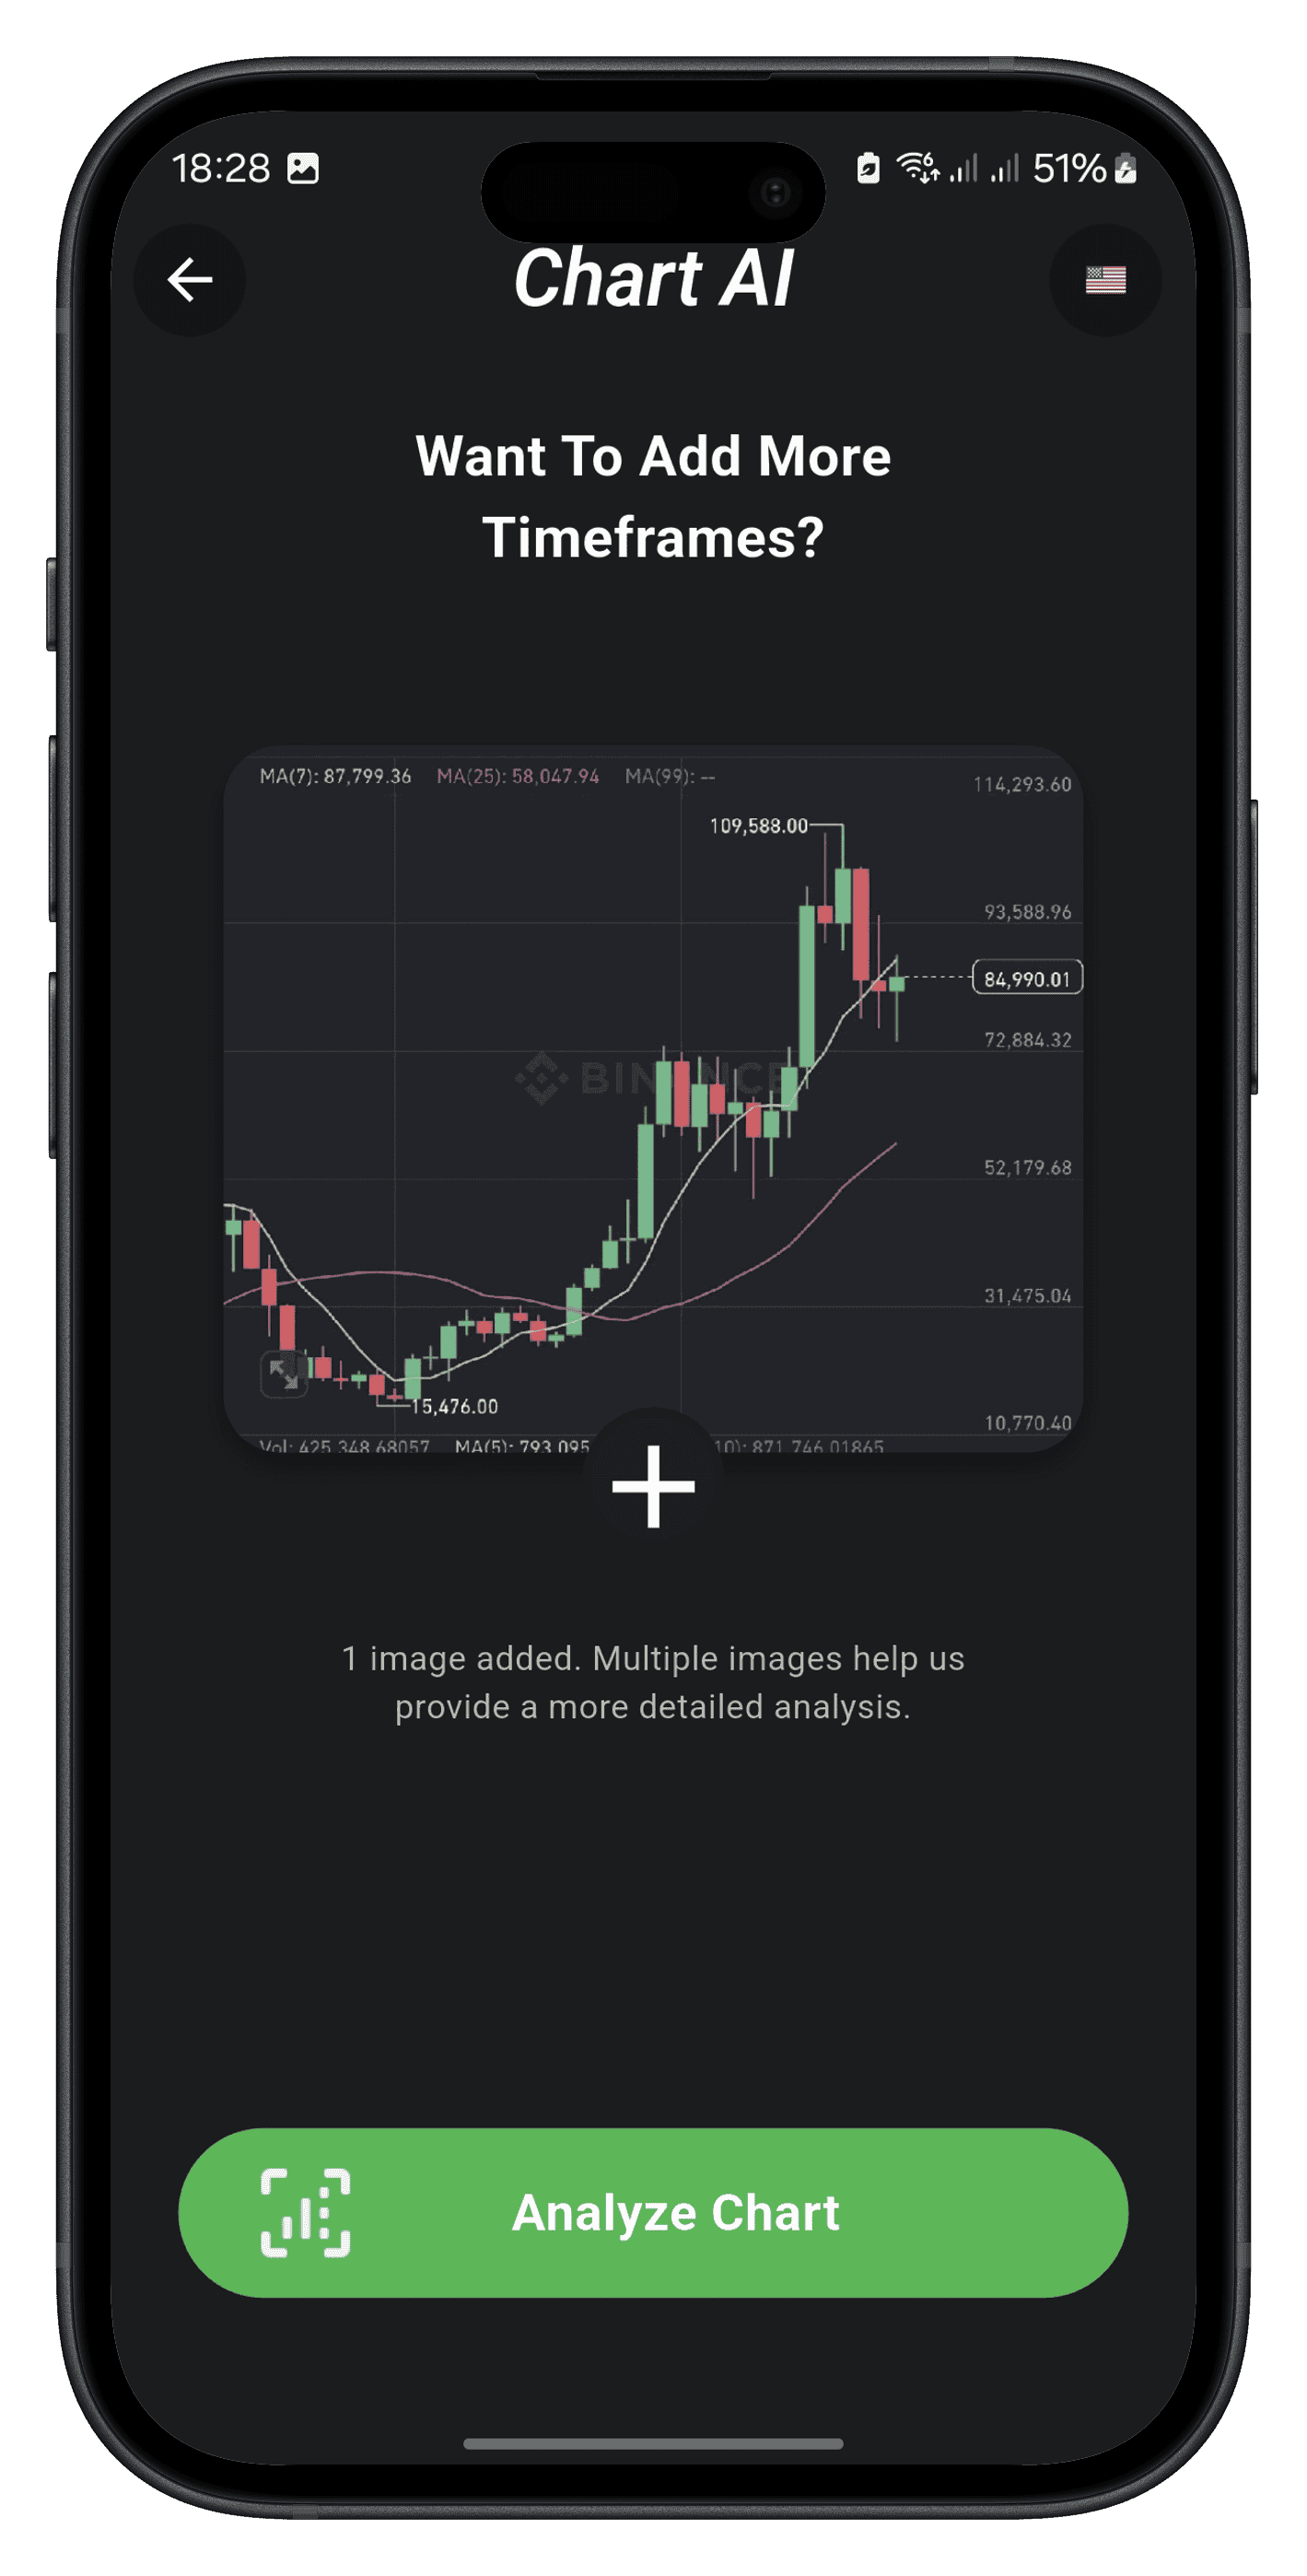 18:28
51%
Chart AI
Want To Add More
Timeframes?
MA(7): 87,799.36 MA(25): 58,047.94 MA(99): --
114,293.60
109,588.00
93,588.96
84,990.01
72,884.32
BINANCE
52,179.68
31,475.04
15,476.00
10,770.40
Vol: 425,348.68057 MA(5): 793,095 10): 871,746.01865
1 image added. Multiple images help us
provide a more detailed analysis.
Analyze Chart